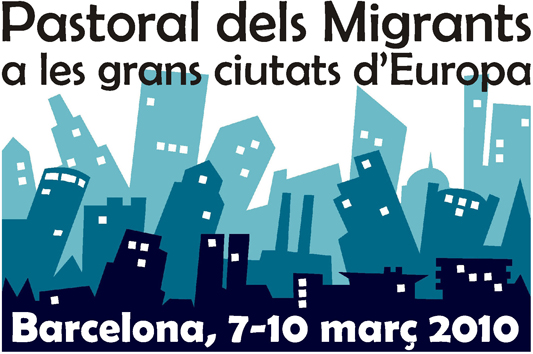 Pastoral dels Migrants
a les grans ciutats d'Europa
Barcelona, 7-10 març 2010